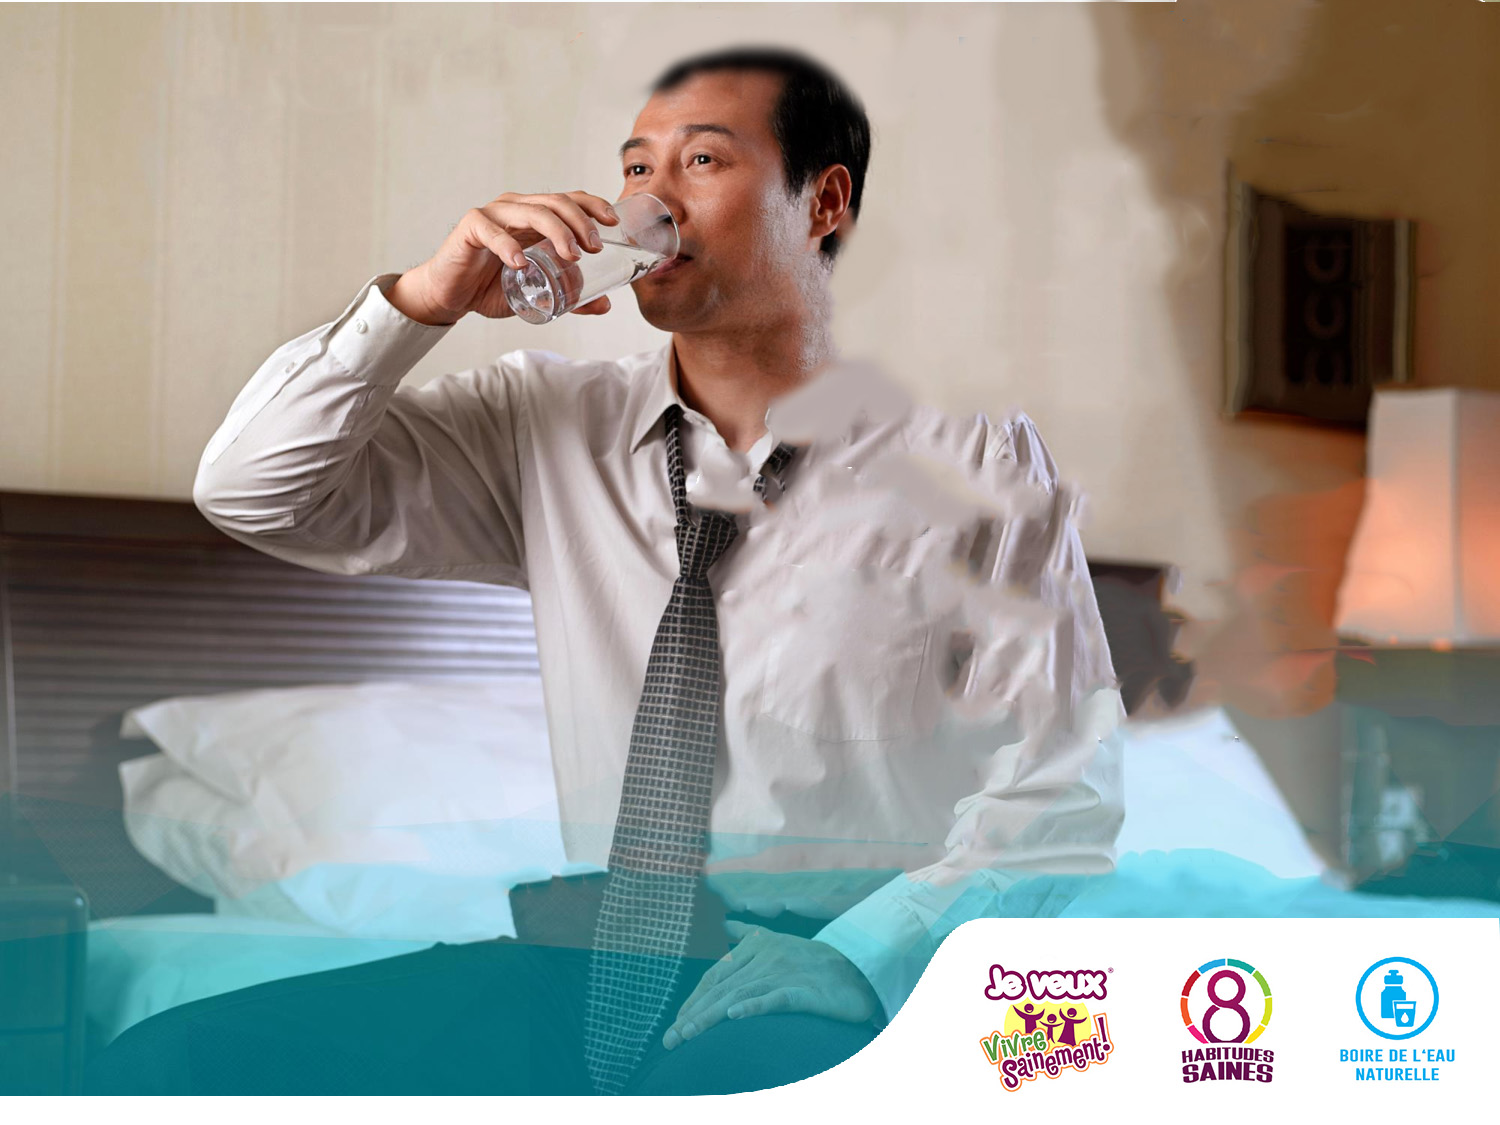 Je veux®
Vivre
Sainement!
8
HABITUDES
SAINES
BOIRE DE L'EAU
NATURELLE